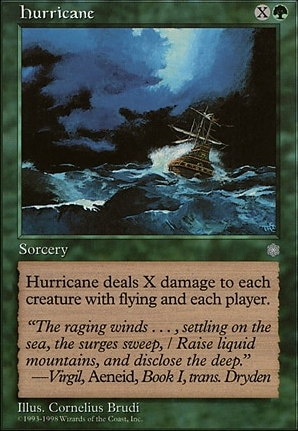 Hurricane
X
Sorcery
Hurricane deals X damage to each
creature with flying and each player.
“The raging winds . . . , settling on the
sea, the surges sweep, / Raise liquid
mountains, and disclose the deep.”
—Virgil, Aeneid, Book I, trans. Dryden
Illus. Cornelius Brudi
©1993-1998 Wizards of the Coast, Inc.